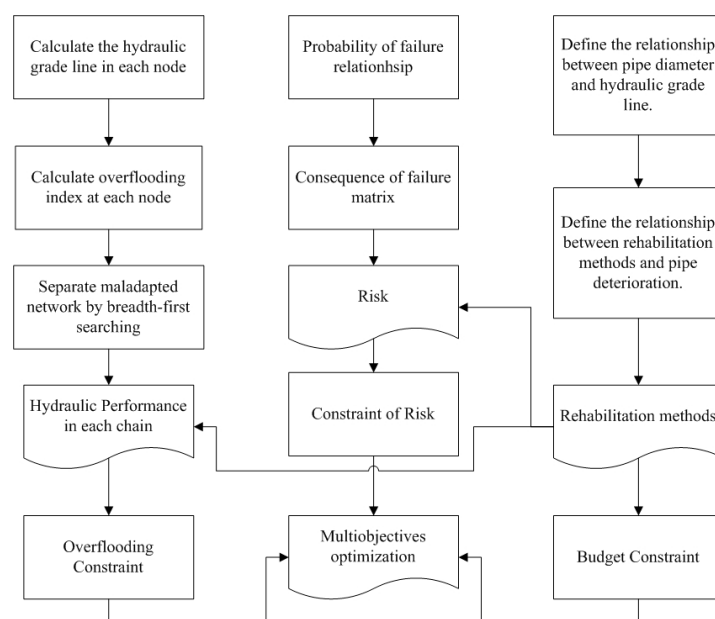 Calculate the hydraulic
grade line in each node
Calculate overflooding
index at each node
Separate maladapted
network by breadth-first
searching
Hydraulic Performance
in each chain
Overflooding
Constraint
Probability of failure
relationhsip
Consequence of failure
matrix
Risk
Constraint of Risk
Multiobjectives
optimization
Define the relationship
between pipe diameter
and hydraulic grade
line.
Define the relationship
between rehabilitation
methods and pipe
deterioration.
Rehabilitation methods
Budget Constraint